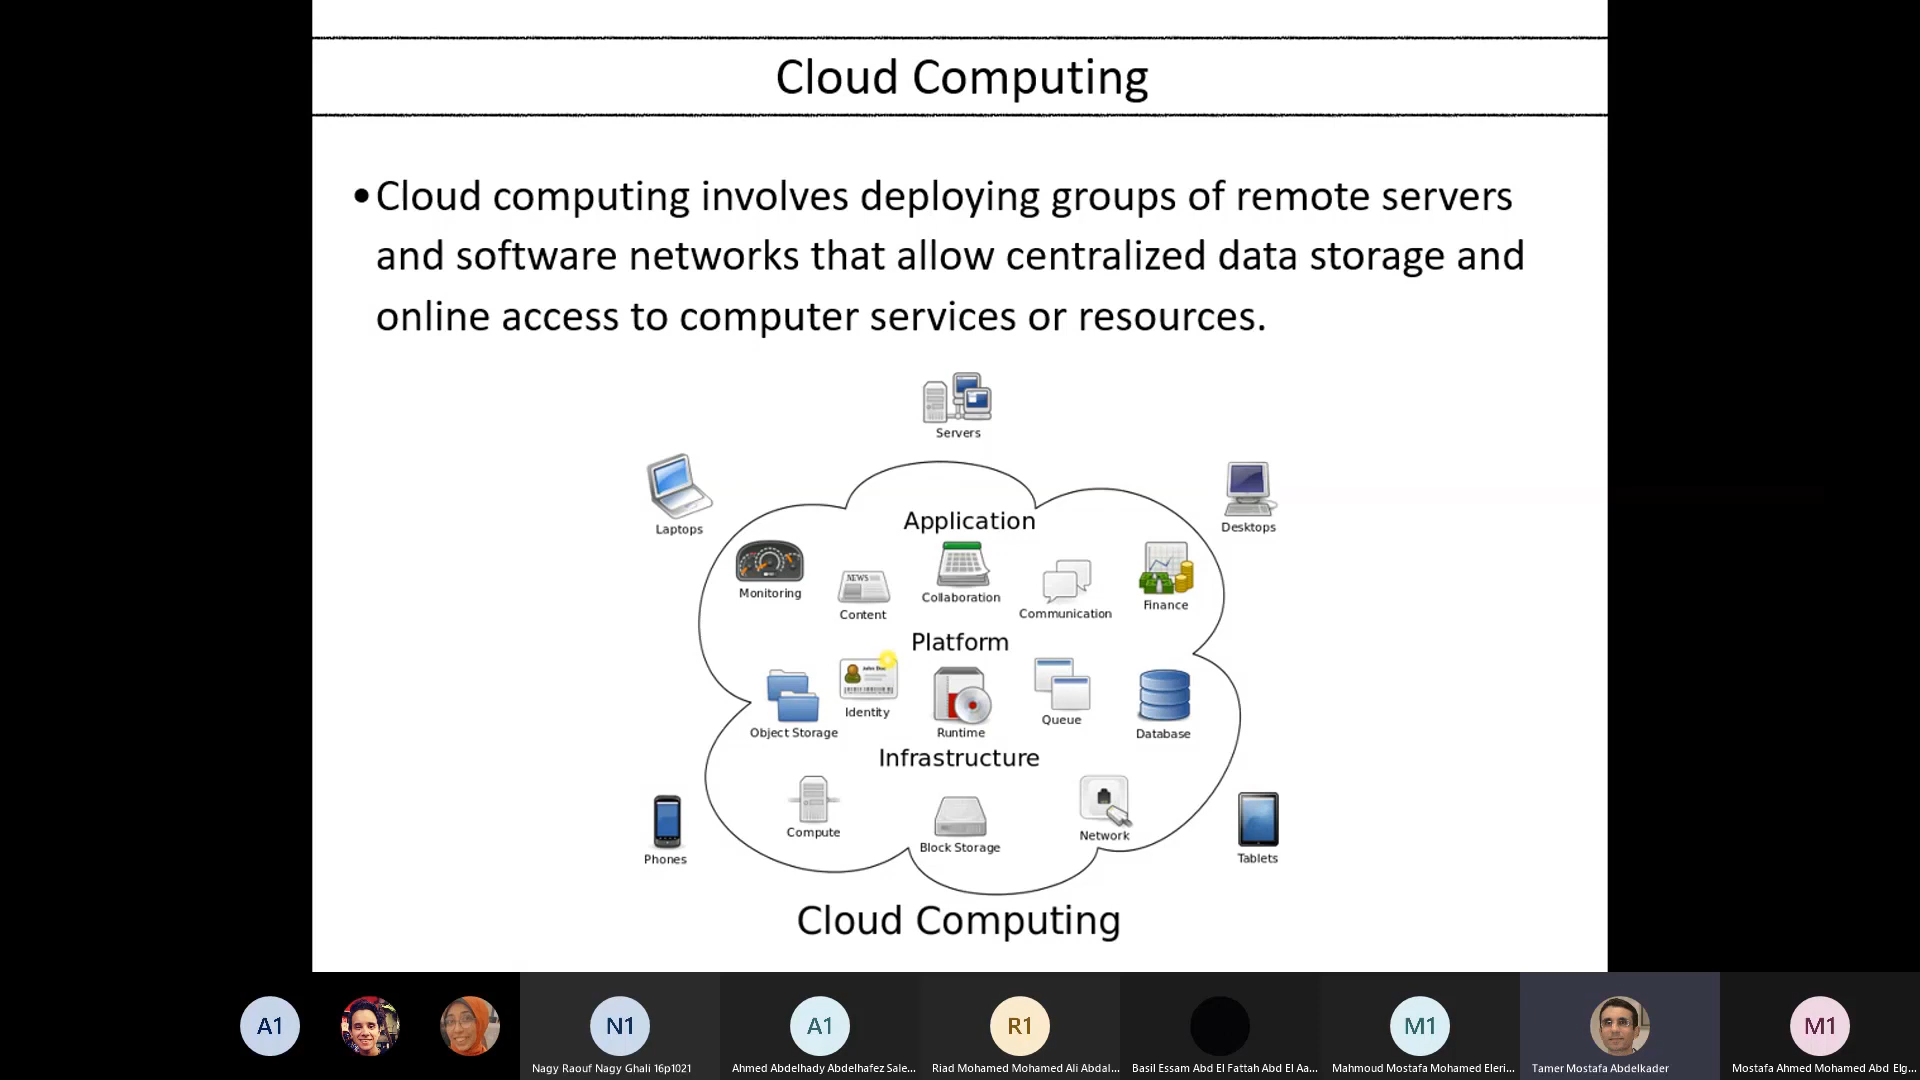 Cloud Computing
•Cloud computing involves deploying groups of remote servers
and software networks that allow centralized data storage and
online access to computer services or resources.
Servers
Laptops
Desktops
Application
Monitoring
NEWS
Content
Collaboration
Communication
Finance
Platform
Object Storage
Identity
Runtime
Queue
Database
Infrastructure
Compute
Block Storage
Network
Phones
Tablets
Cloud Computing
A1
N1
A1
R1
M1
M1
Nagy Raouf Nagy Ghali 16p1021
Ahmed Abdelhady Abdelhafez Sale...
Riad Mohamed Mohamed Ali Abdal...
Basil Essam Abd El Fattah Abd El Aa...
Mahmoud Mostafa Mohamed Eleri...
Tamer Mostafa Abdelkader
Mostafa Ahmed Mohamed Abd Elg...